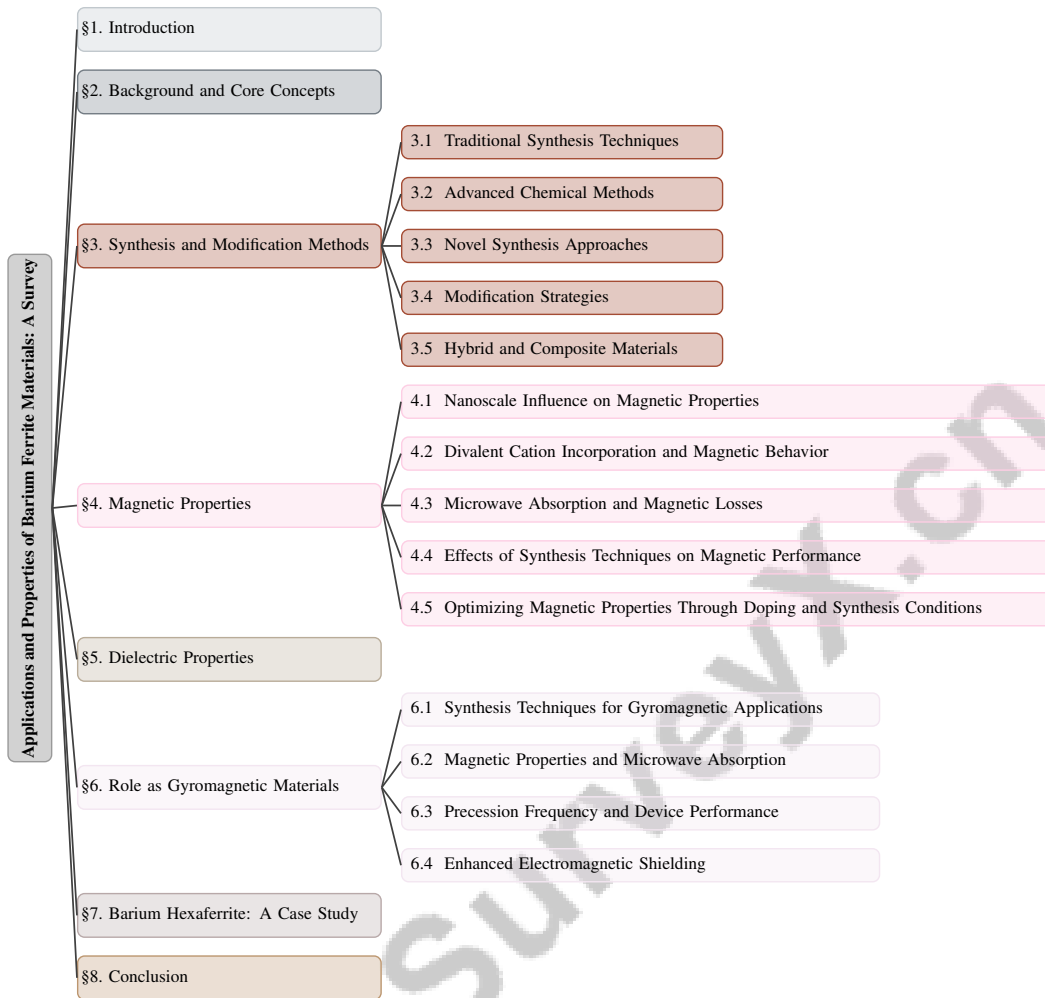 Applications and Properties of Barium Ferrite Materials: A Survey
§1. Introduction
§2. Background and Core Concepts
§3. Synthesis and Modification Methods
3.1 Traditional Synthesis Techniques
3.2 Advanced Chemical Methods
3.3 Novel Synthesis Approaches
3.4 Modification Strategies
3.5 Hybrid and Composite Materials
§4. Magnetic Properties
4.1 Nanoscale Influence on Magnetic Properties
4.2 Divalent Cation Incorporation and Magnetic Behavior
4.3 Microwave Absorption and Magnetic Losses
4.4 Effects of Synthesis Techniques on Magnetic Performance
4.5 Optimizing Magnetic Properties Through Doping and Synthesis Conditions
§5. Dielectric Properties
§6. Role as Gyromagnetic Materials
6.1 Synthesis Techniques for Gyromagnetic Applications
6.2 Magnetic Properties and Microwave Absorption
6.3 Precession Frequency and Device Performance
6.4 Enhanced Electromagnetic Shielding
§7. Barium Hexaferrite: A Case Study
§8. Conclusion
Surveyx.cn